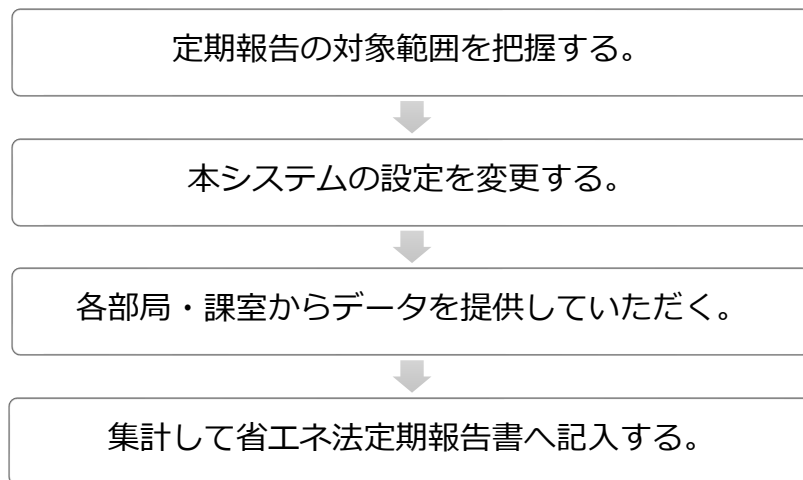 定期報告の対象範囲を把握する。
本システムの設定を変更する。
各部局・課室からデータを提供していただく。
集計して省エネ法定期報告書へ記入する。